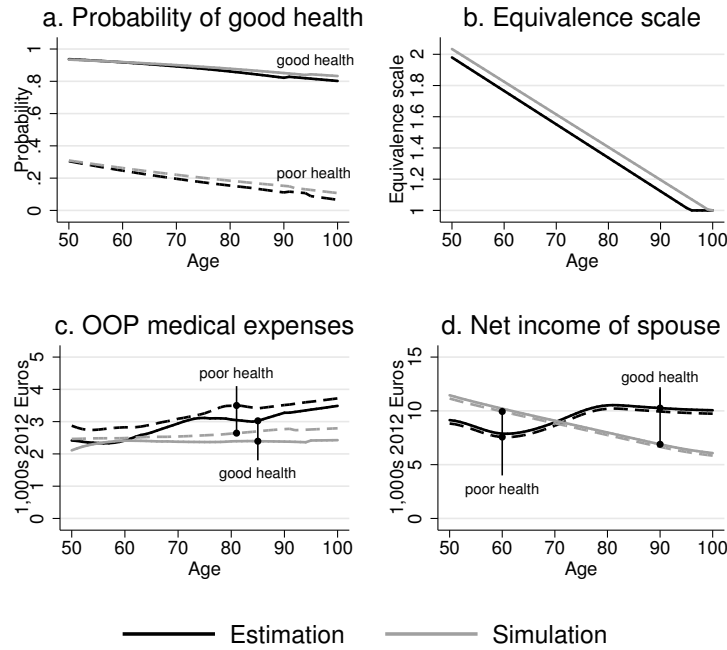 a. Probability of good health
Probability
0 .2 .4 .6 .8 1
good health
poor health
50 60 70 80 90 100
Age
b. Equivalence scale
Equivalence scale
1 1.2 1.4 1.6 1.8 2
50 60 70 80 90 100
Age
c. OOP medical expenses
1,000s 2012 Euros
0 1 2 3 4 5
poor health
good health
50 60 70 80 90 100
Age
d. Net income of spouse
1,000s 2012 Euros
0 5 10 15
good health
poor health
50 60 70 80 90 100
Age
Estimation Simulation